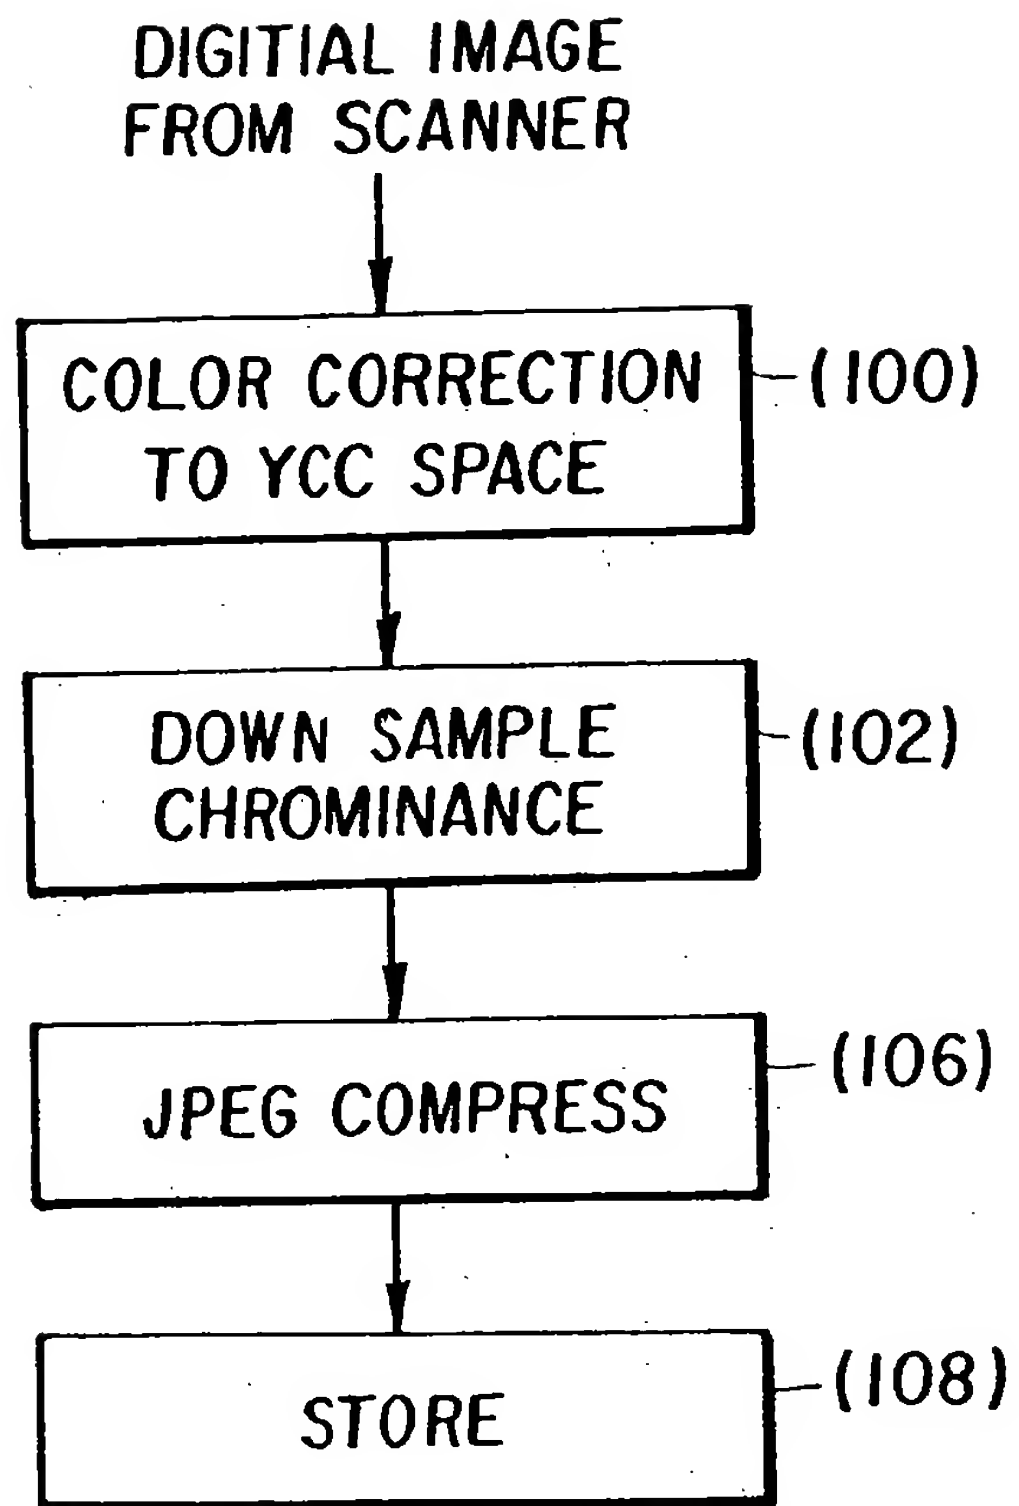 DIGITIAL IMAGE
FROM SCANNER
COLOR CORRECTION
TO YCC SPACE
(100)
DOWN SAMPLE
CHROMINANCE
(102)
JPEG COMPRESS
(106)
STORE
(108)